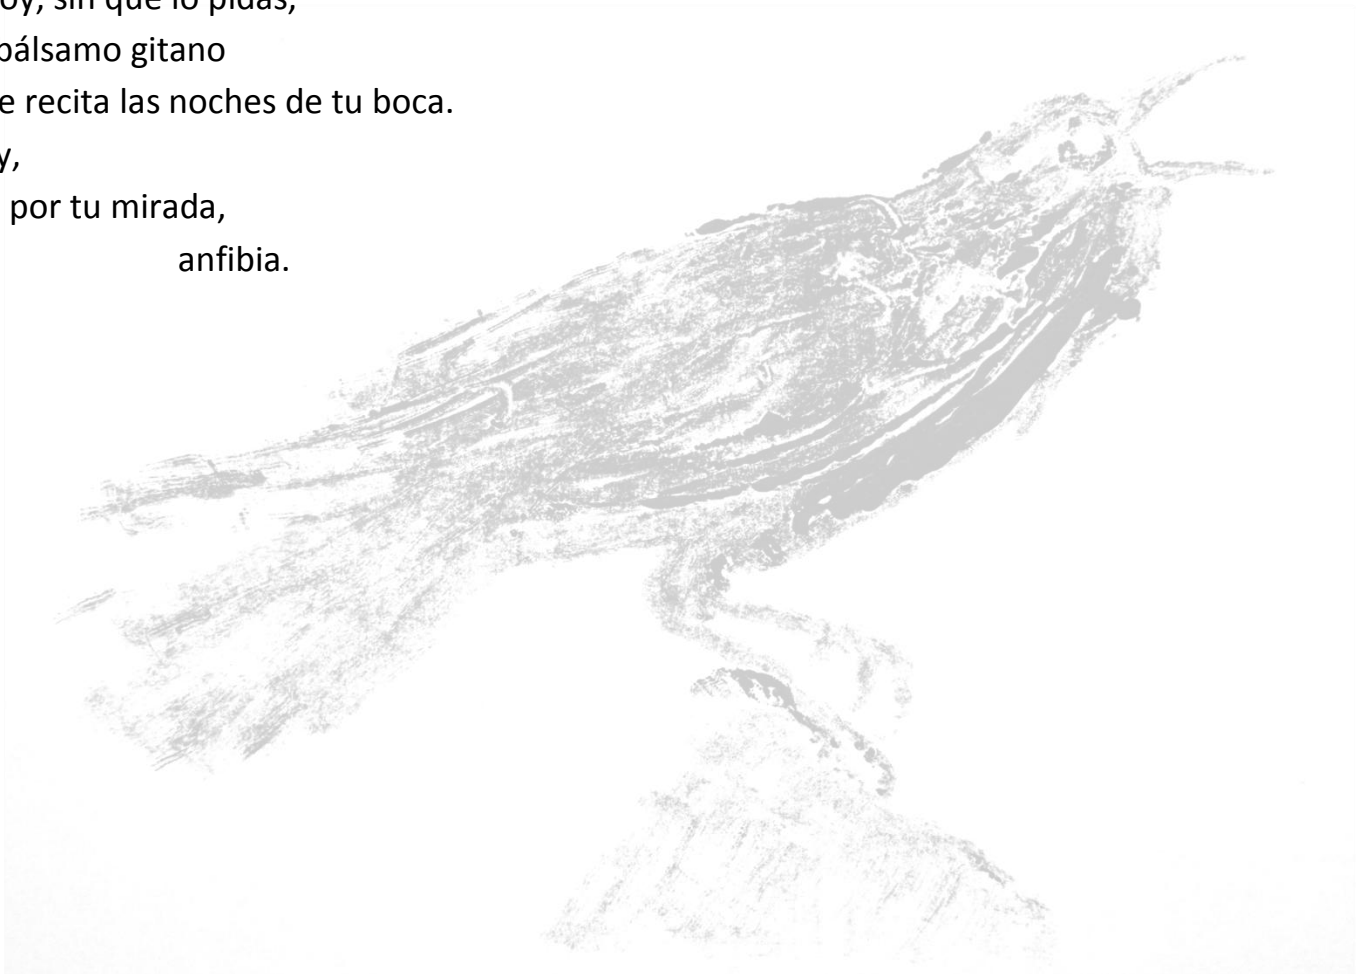 oy, sin que lo pidas,
bálsamo gitano
e recita las noches de tu boca.
y,
por tu mirada,
anfibia.